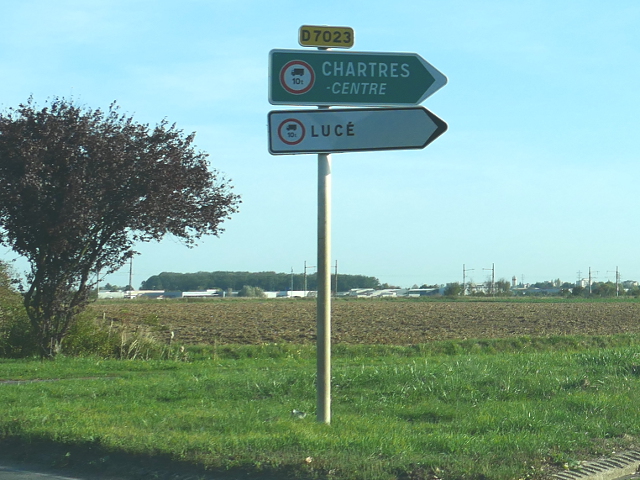 D7023
10t
CHARTRES
-CENTRE
10t
LUCÉ